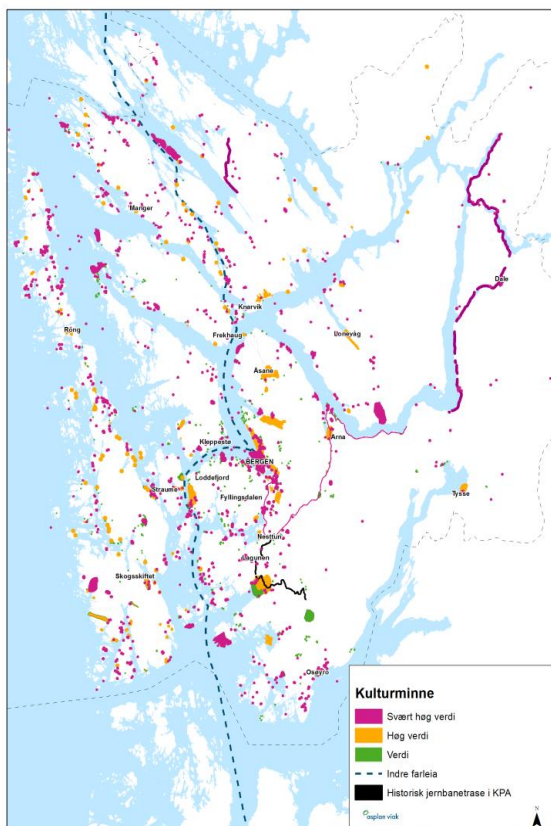 Manger
Knarvik
Rong
Frekhaug
Lonevåg
Dale
Åsane
Kleppestø
Arna
BERGEN
Straume
Loddefjord
Fyllingsdalen
Tysse
Nesttun
Lagunen
Skogsskiftet
Osøyro
Kulturminne
Svært høg verdi
Høg verdi
Verdi
Indre farleia
Historisk jernbanetrase i KPA
asplan viak
N